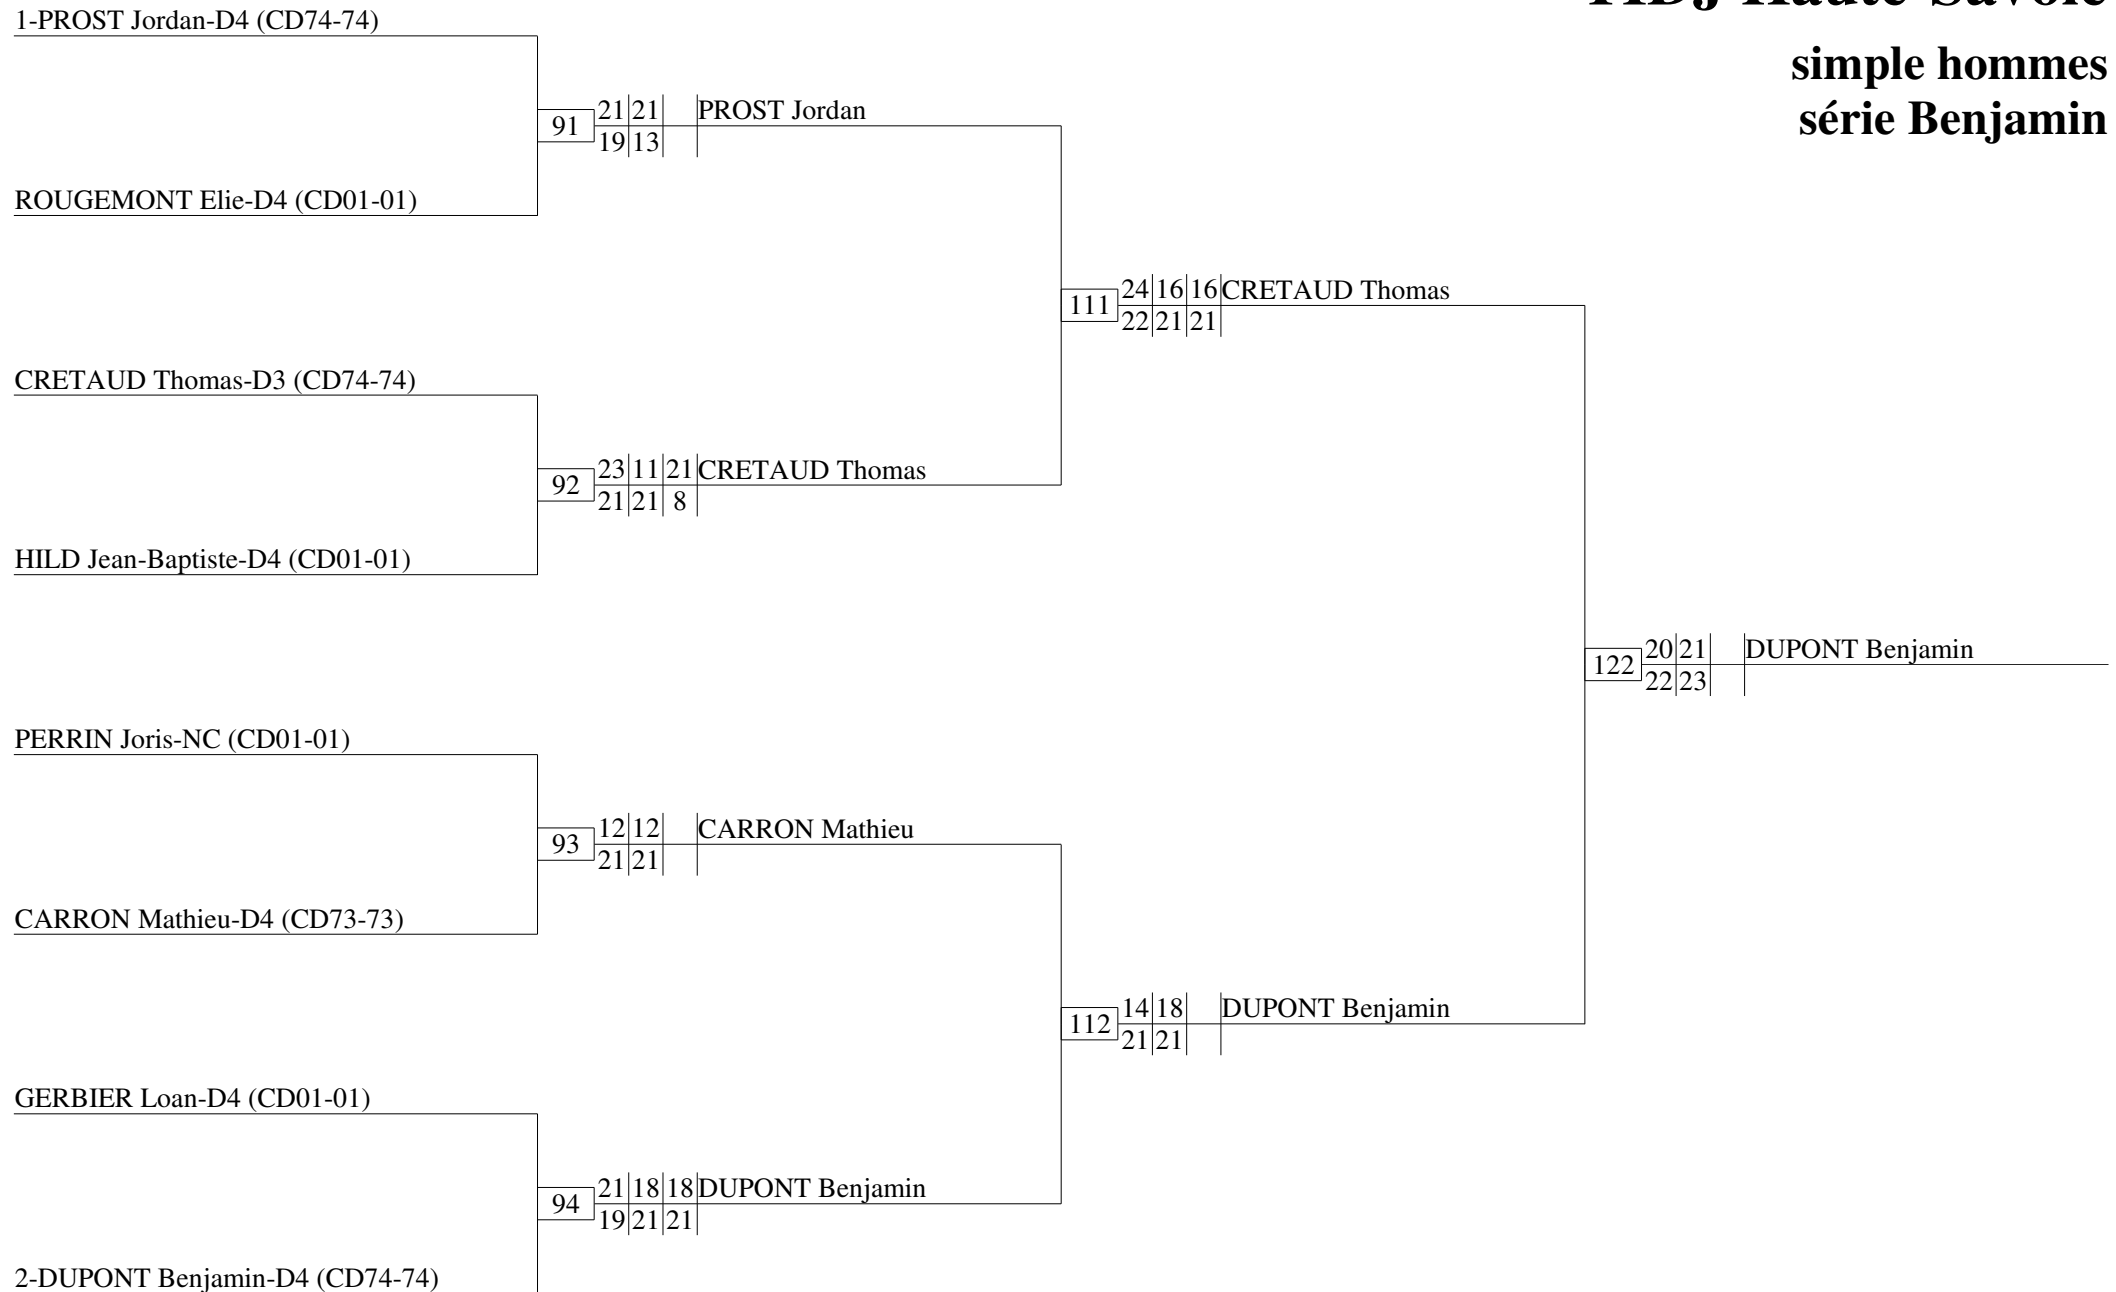 Haute-Savoie
simple hommes
série Benjamin
1-PROST Jordan-D4 (CD74-74)
91
21 21
19 13
PROST Jordan
ROUGEMONT Elie-D4 (CD01-01)
111
24 16 16
22 21 21
CRETAUD Thomas
CRETAUD Thomas-D3 (CD74-74)
92
23 11 21
21 21 8
CRETAUD Thomas
HILD Jean-Baptiste-D4 (CD01-01)
122
20 21
22 23
DUPONT Benjamin
PERRIN Joris-NC (CD01-01)
93
12 12
21 21
CARRON Mathieu
CARRON Mathieu-D4 (CD73-73)
112
14 18
21 21
DUPONT Benjamin
GERBIER Loan-D4 (CD01-01)
94
21 18 18
19 21 21
DUPONT Benjamin
2-DUPONT Benjamin-D4 (CD74-74)